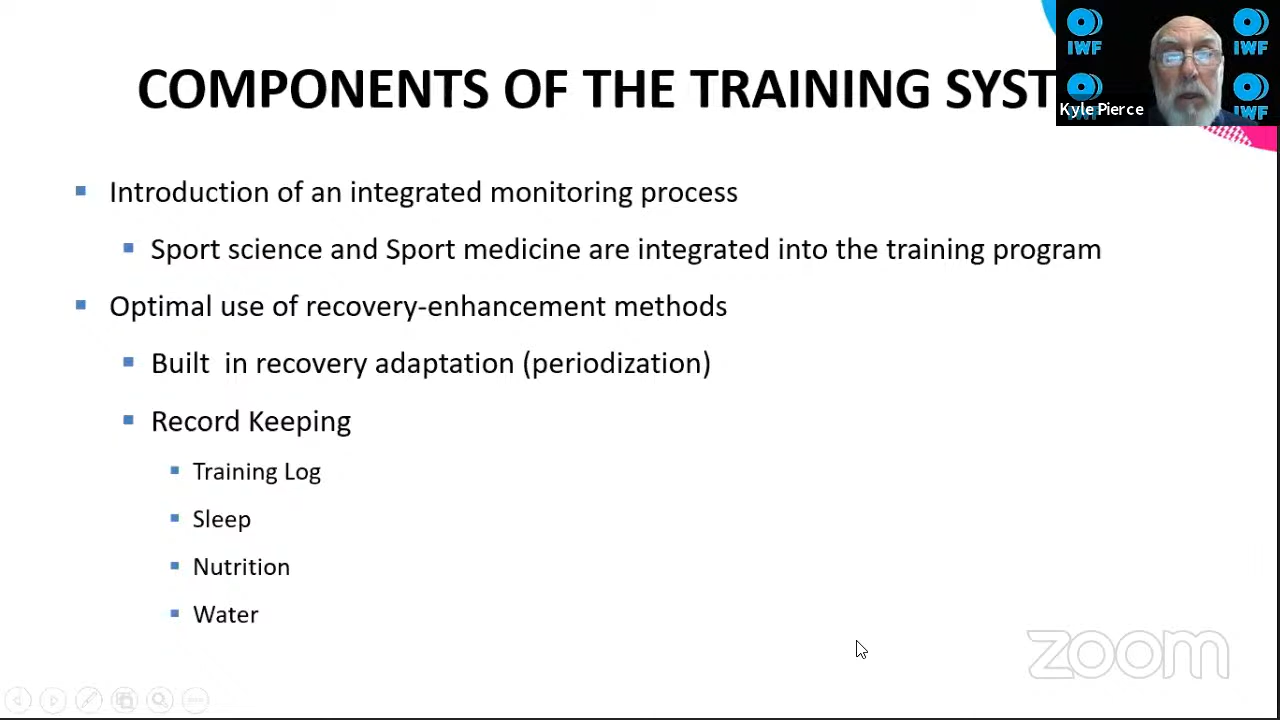 COMPONENTS OF THE TRAINING SYST
IWF
IWF
Kyle Pierce
IWF
IWF
Introduction of an integrated monitoring process
Sport science and Sport medicine are integrated into the training program
Optimal use of recovery-enhancement methods
Built in recovery adaptation (periodization)
Record Keeping
Training Log
Sleep
Nutrition
Water
zoom